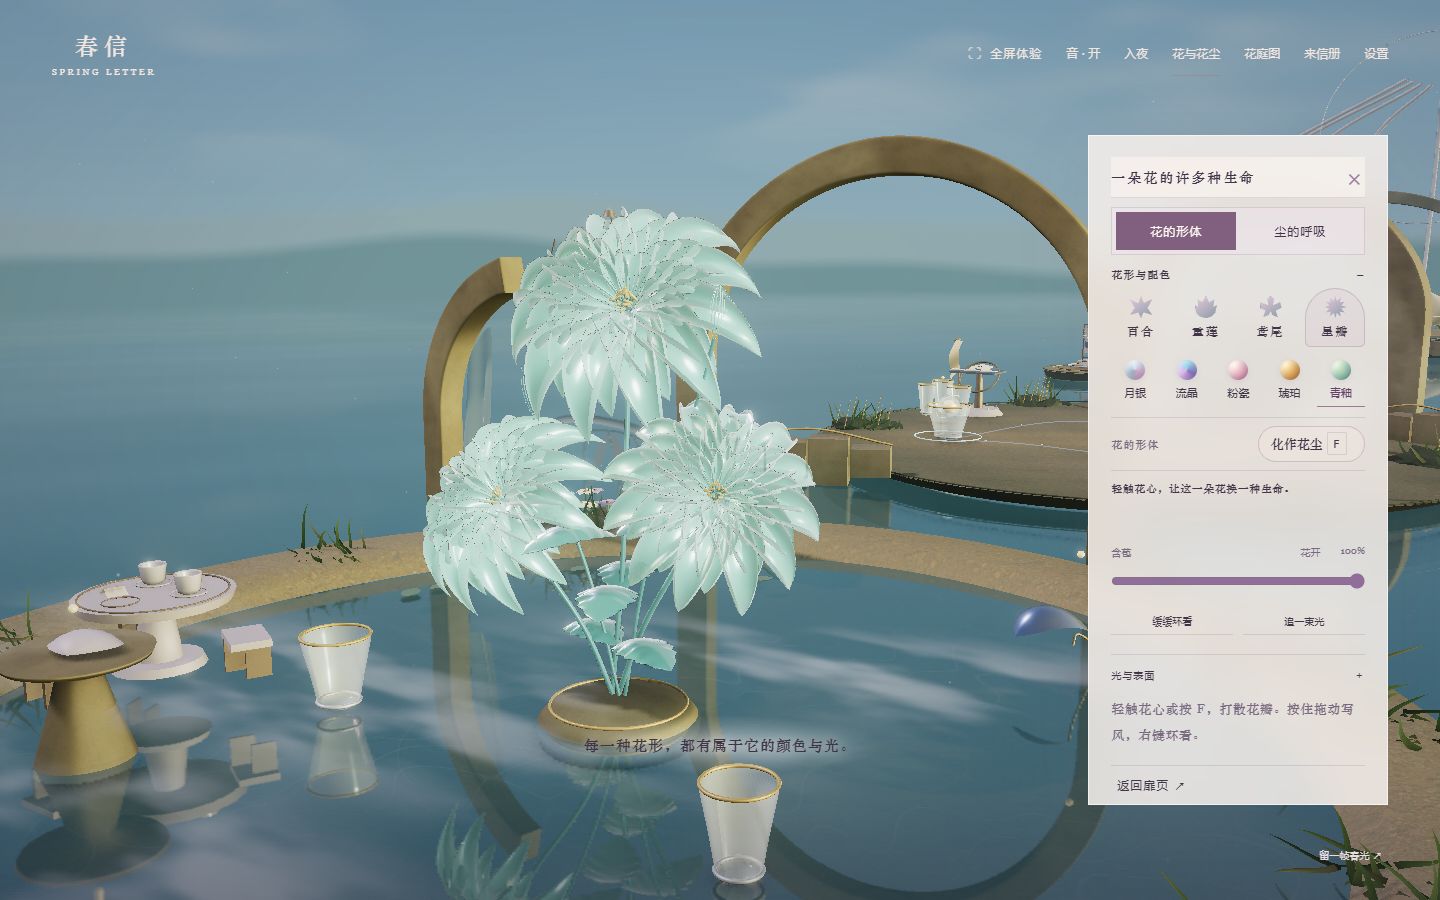 春信
SPRING LETTER
全屏体验 音·开 入夜 花与花尘 花庭图 来信册 设置
一朵花的许多种生命 ×
花的形体 尘的呼吸
花形与配色 −
百合 重莲 鸢尾 星瓣
月银 流晶 粉瓷 琥珀 青釉
花的形体 化作花尘 F
轻触花心，让这一朵花换一种生命。
含苞 花开 100%
缓缓环看 追一束光
光与表面 +
轻触花心或按 F，打散花瓣。按住拖动写
风，右键环看。
每一种花形，都有属于它的颜色与光。
返回扉页 ↗
留一帧春光 ↗